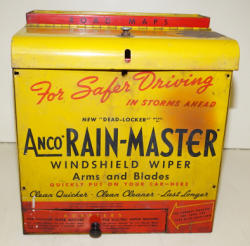 ROAD MAPS
For Safer Driving
IN STORMS AHEAD
NEW "DEAD-LOCKER"
ANCO RAIN-MASTER
WINDSHIELD WIPER
Arms and Blades
QUICKLY PUT ON YOUR CAR-HERE
Clean Quicker - Clean Cleaner - Last Longer